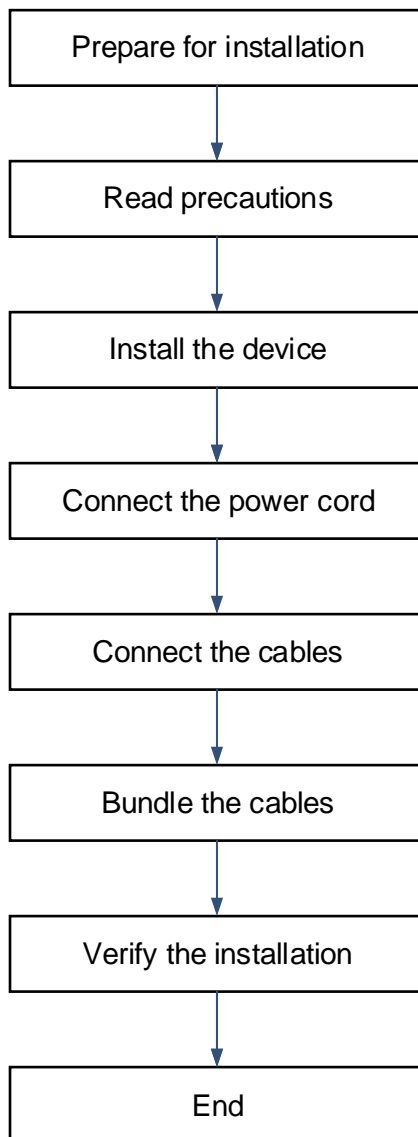 Prepare for installation
Read precautions
Install the device
Connect the power cord
Connect the cables
Bundle the cables
Verify the installation
End